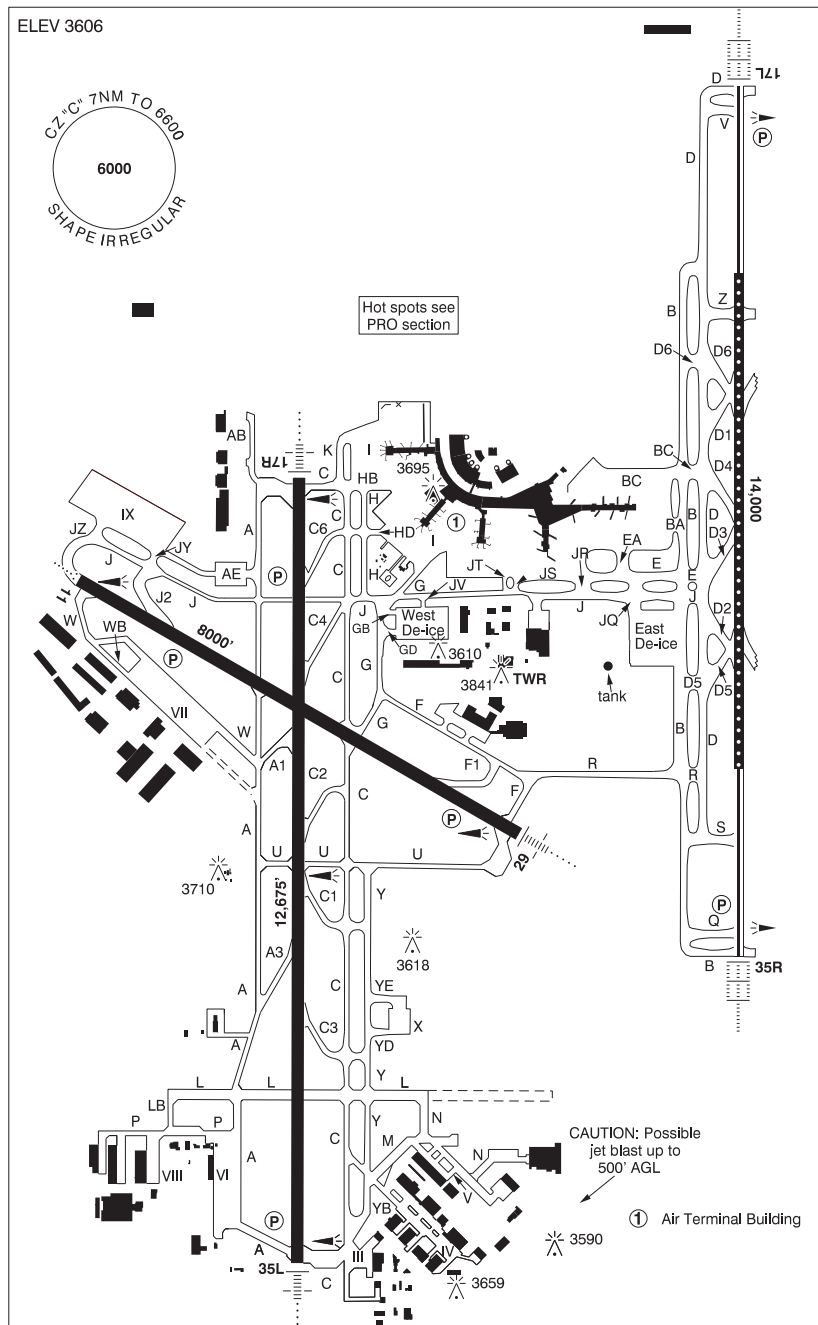 ELEV 3606
CZ "C" 7NM TO 6600
6000
SHAPE IRREGULAR
17L
D
V
P
D
Hot spots see
PRO section
B
Z
D6
D6
AB
17R
K
I
C
3695
HB
H
BC
BC
D1
D4
14,000
IX
A
C6
C
HD
1
I
BA
B
D
D3
JZ
JY
J
AE
P
C
H
G
JV
JT
JS
JR
EA
E
E
11
J2
J
C4
J
GB
West
De-ice
J
JQ
East
De-ice
J
D2
W
WB
8000'
P
GD
3610
G
3841
TWR
tank
D5
D5
VII
W
C
F
G
B
D
A1
C2
C
F1
F
R
R
A
P
29
S
U
U
U
3710
12,675'
C1
Y
P
Q
A3
3618
B
35R
A
C
YE
C3
X
A
YD
Y
L
L
L
LB
P
P
Y
N
C
M
CAUTION: Possible
jet blast up to
500' AGL
A
N
VIII
VI
V
YB
1
Air Terminal Building
P
A
III
IV
3590
35L
C
3659